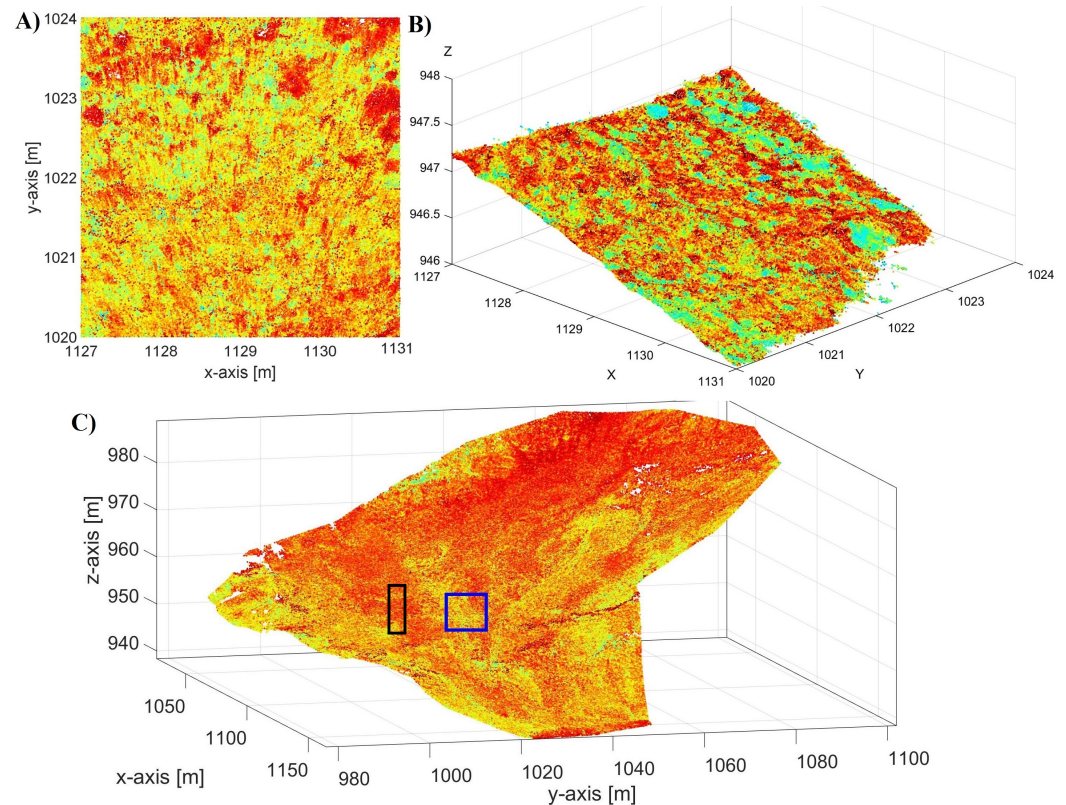 A)
1024
1023
1022
1021
1020
y-axis [m]
1127 1128 1129 1130 1131
x-axis [m]
B)
Z
948
947.5
947
946.5
946
1127
1128
1129
1130
1131
X
1020
1021
1022
1023
1024
Y
C)
980
970
960
950
940
z-axis [m]
1050
1100
1150
x-axis [m]
980 1000 1020 1040 1060 1080 1100
y-axis [m]